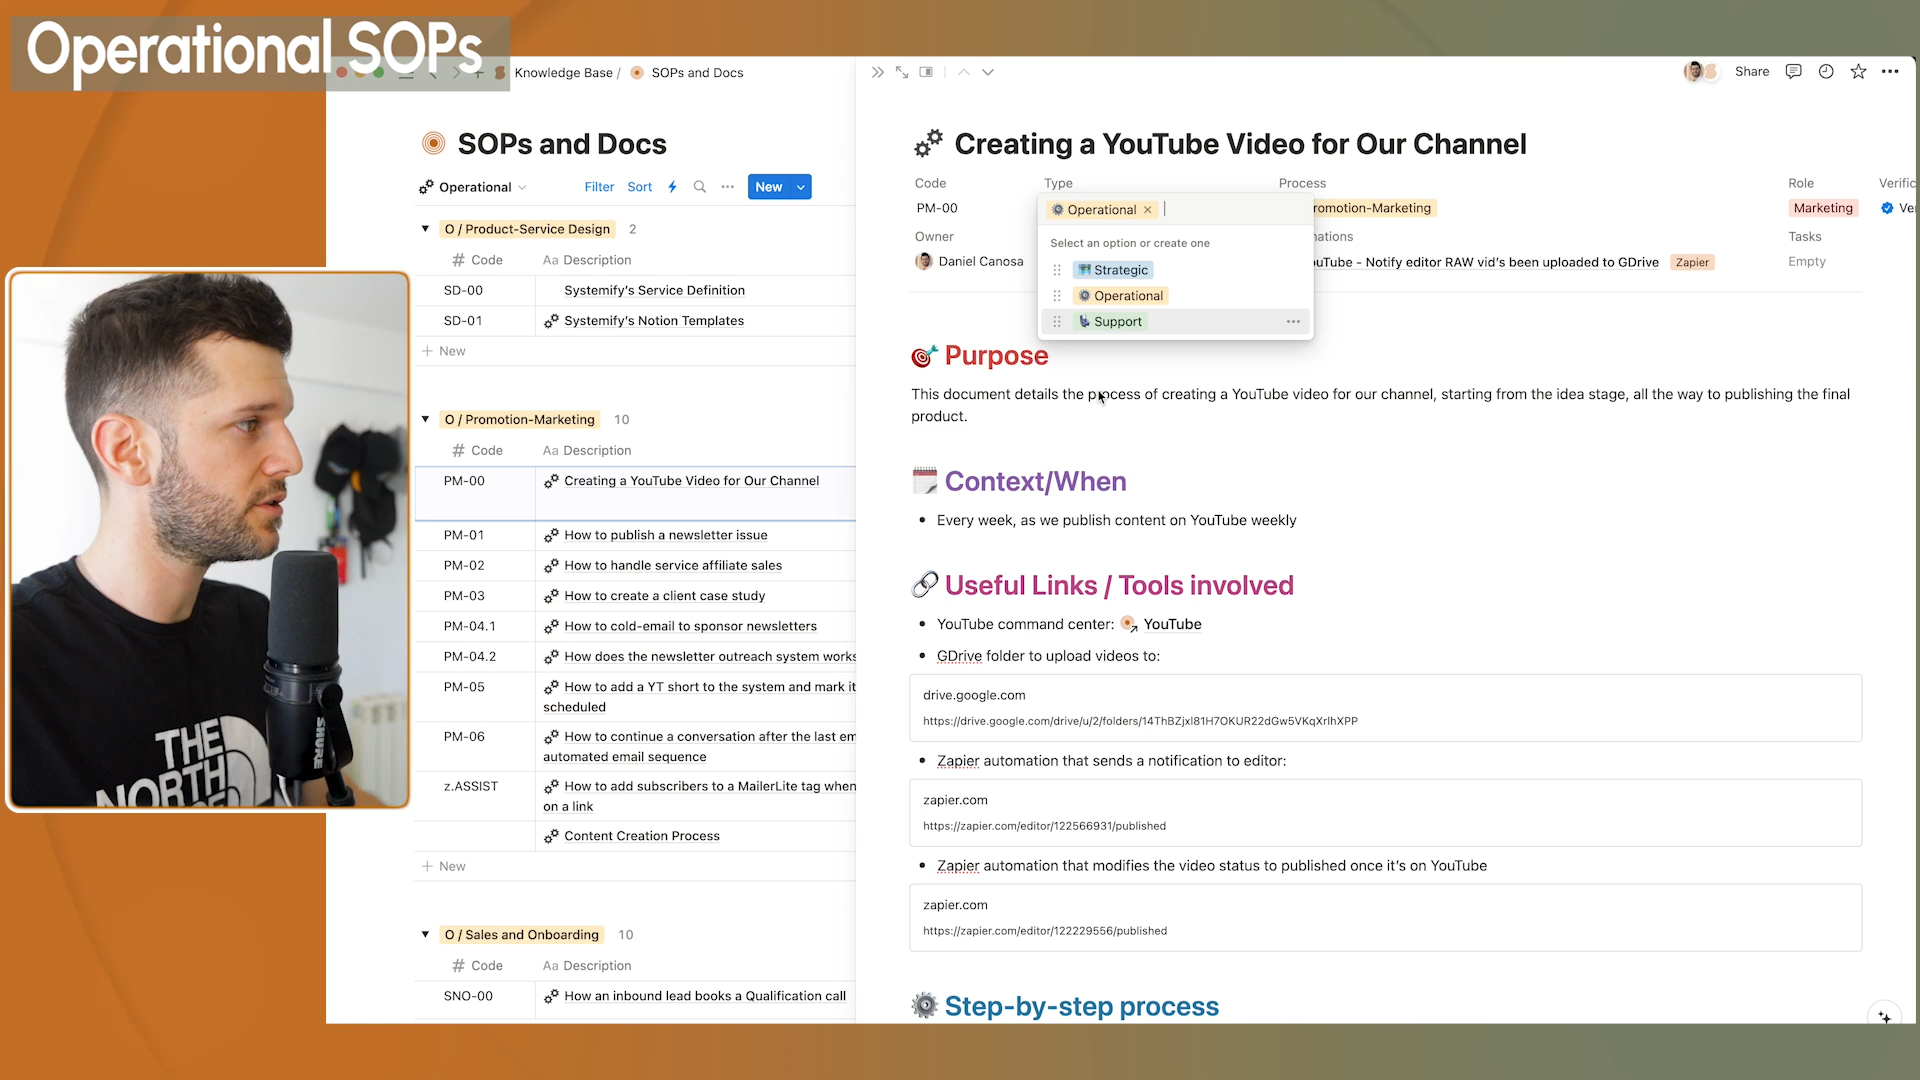 Operational SOPs
Knowledge Base / SOPs and Docs
SOPs and Docs
Operational
Filter Sort New
O / Product-Service Design 2
# Code Aa Description
SD-00 Systemify's Service Definition
SD-01 Systemify's Notion Templates
+ New
O / Promotion-Marketing 10
# Code Aa Description
PM-00 Creating a YouTube Video for Our Channel
PM-01 How to publish a newsletter issue
PM-02 How to handle service affiliate sales
PM-03 How to create a client case study
PM-04.1 How to cold-email to sponsor newsletters
PM-04.2 How does the newsletter outreach system works
PM-05 How to add a YT short to the system and mark it
scheduled
PM-06 How to continue a conversation after the last em
automated email sequence
z.ASSIST How to add subscribers to a MailerLite tag when
on a link
Content Creation Process
+ New
O / Sales and Onboarding 10
# Code Aa Description
SNO-00 How an inbound lead books a Qualification call
Share
Creating a YouTube Video for Our Channel
Code Type Process Role Verific
PM-00 Operational × romotion-Marketing Marketing Ver
Owner Select an option or create one ations Tasks
Daniel Canosa uTube - Notify editor RAW vid's been uploaded to GDrive Zapier Empty
Strategic
Operational
Support
Purpose
This document details the process of creating a YouTube video for our channel, starting from the idea stage, all the way to publishing the final
product.
Context/When
• Every week, as we publish content on YouTube weekly
Useful Links / Tools involved
• YouTube command center: YouTube
• GDrive folder to upload videos to:
drive.google.com
https://drive.google.com/drive/u/2/folders/14ThBZjxl81H7OKUR22dGw5VKqXrlhXPP
• Zapier automation that sends a notification to editor:
zapier.com
https://zapier.com/editor/122566931/published
• Zapier automation that modifies the video status to published once it's on YouTube
zapier.com
https://zapier.com/editor/122229556/published
Step-by-step process
THE
NORTH
SHURE